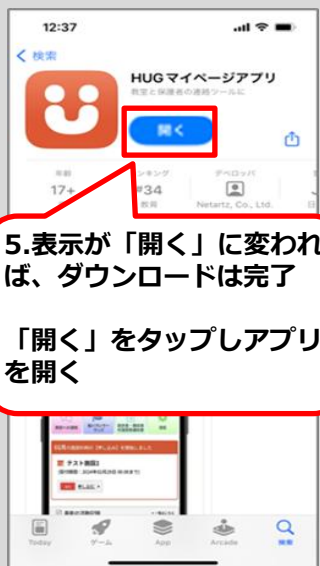 12:37
検索
HUG マイページアプリ
教室と保護者の連絡ツールに
開く
年齢
ランキング
デベロッパ
17+
#34
教育
Netartz, Co., Ltd.
5.表示が「開く」に変われ
ば、ダウンロードは完了
「開く」をタップしアプリ
を開く
テスト施設1
Today
ゲーム
App
Arcade
検索